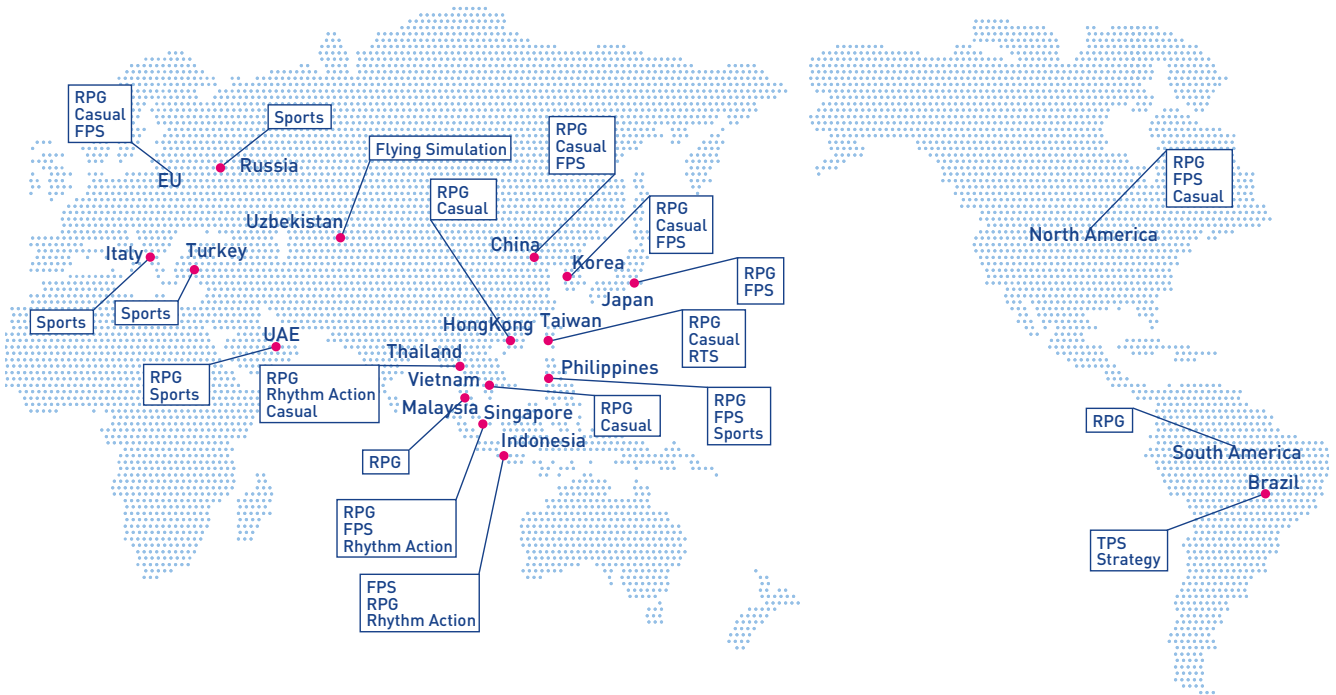 RPG
Casual
FPS
EU
Sports
Russia
Flying Simulation
Uzbekistan
RPG
Casual
HongKong
RPG
Casual
FPS
China
RPG
Casual
FPS
Korea
RPG
FPS
Japan
Italy
Sports
Turkey
Sports
UAE
RPG
Sports
Thailand
RPG
Rhythm Action
Casual
Taiwan
RPG
Casual
RTS
Philippines
RPG
FPS
Sports
Vietnam
RPG
Casual
Malaysia
RPG
Singapore
RPG
FPS
Rhythm Action
Indonesia
FPS
RPG
Rhythm Action
RPG
FPS
Casual
North America
RPG
South America
Brazil
TPS
Strategy